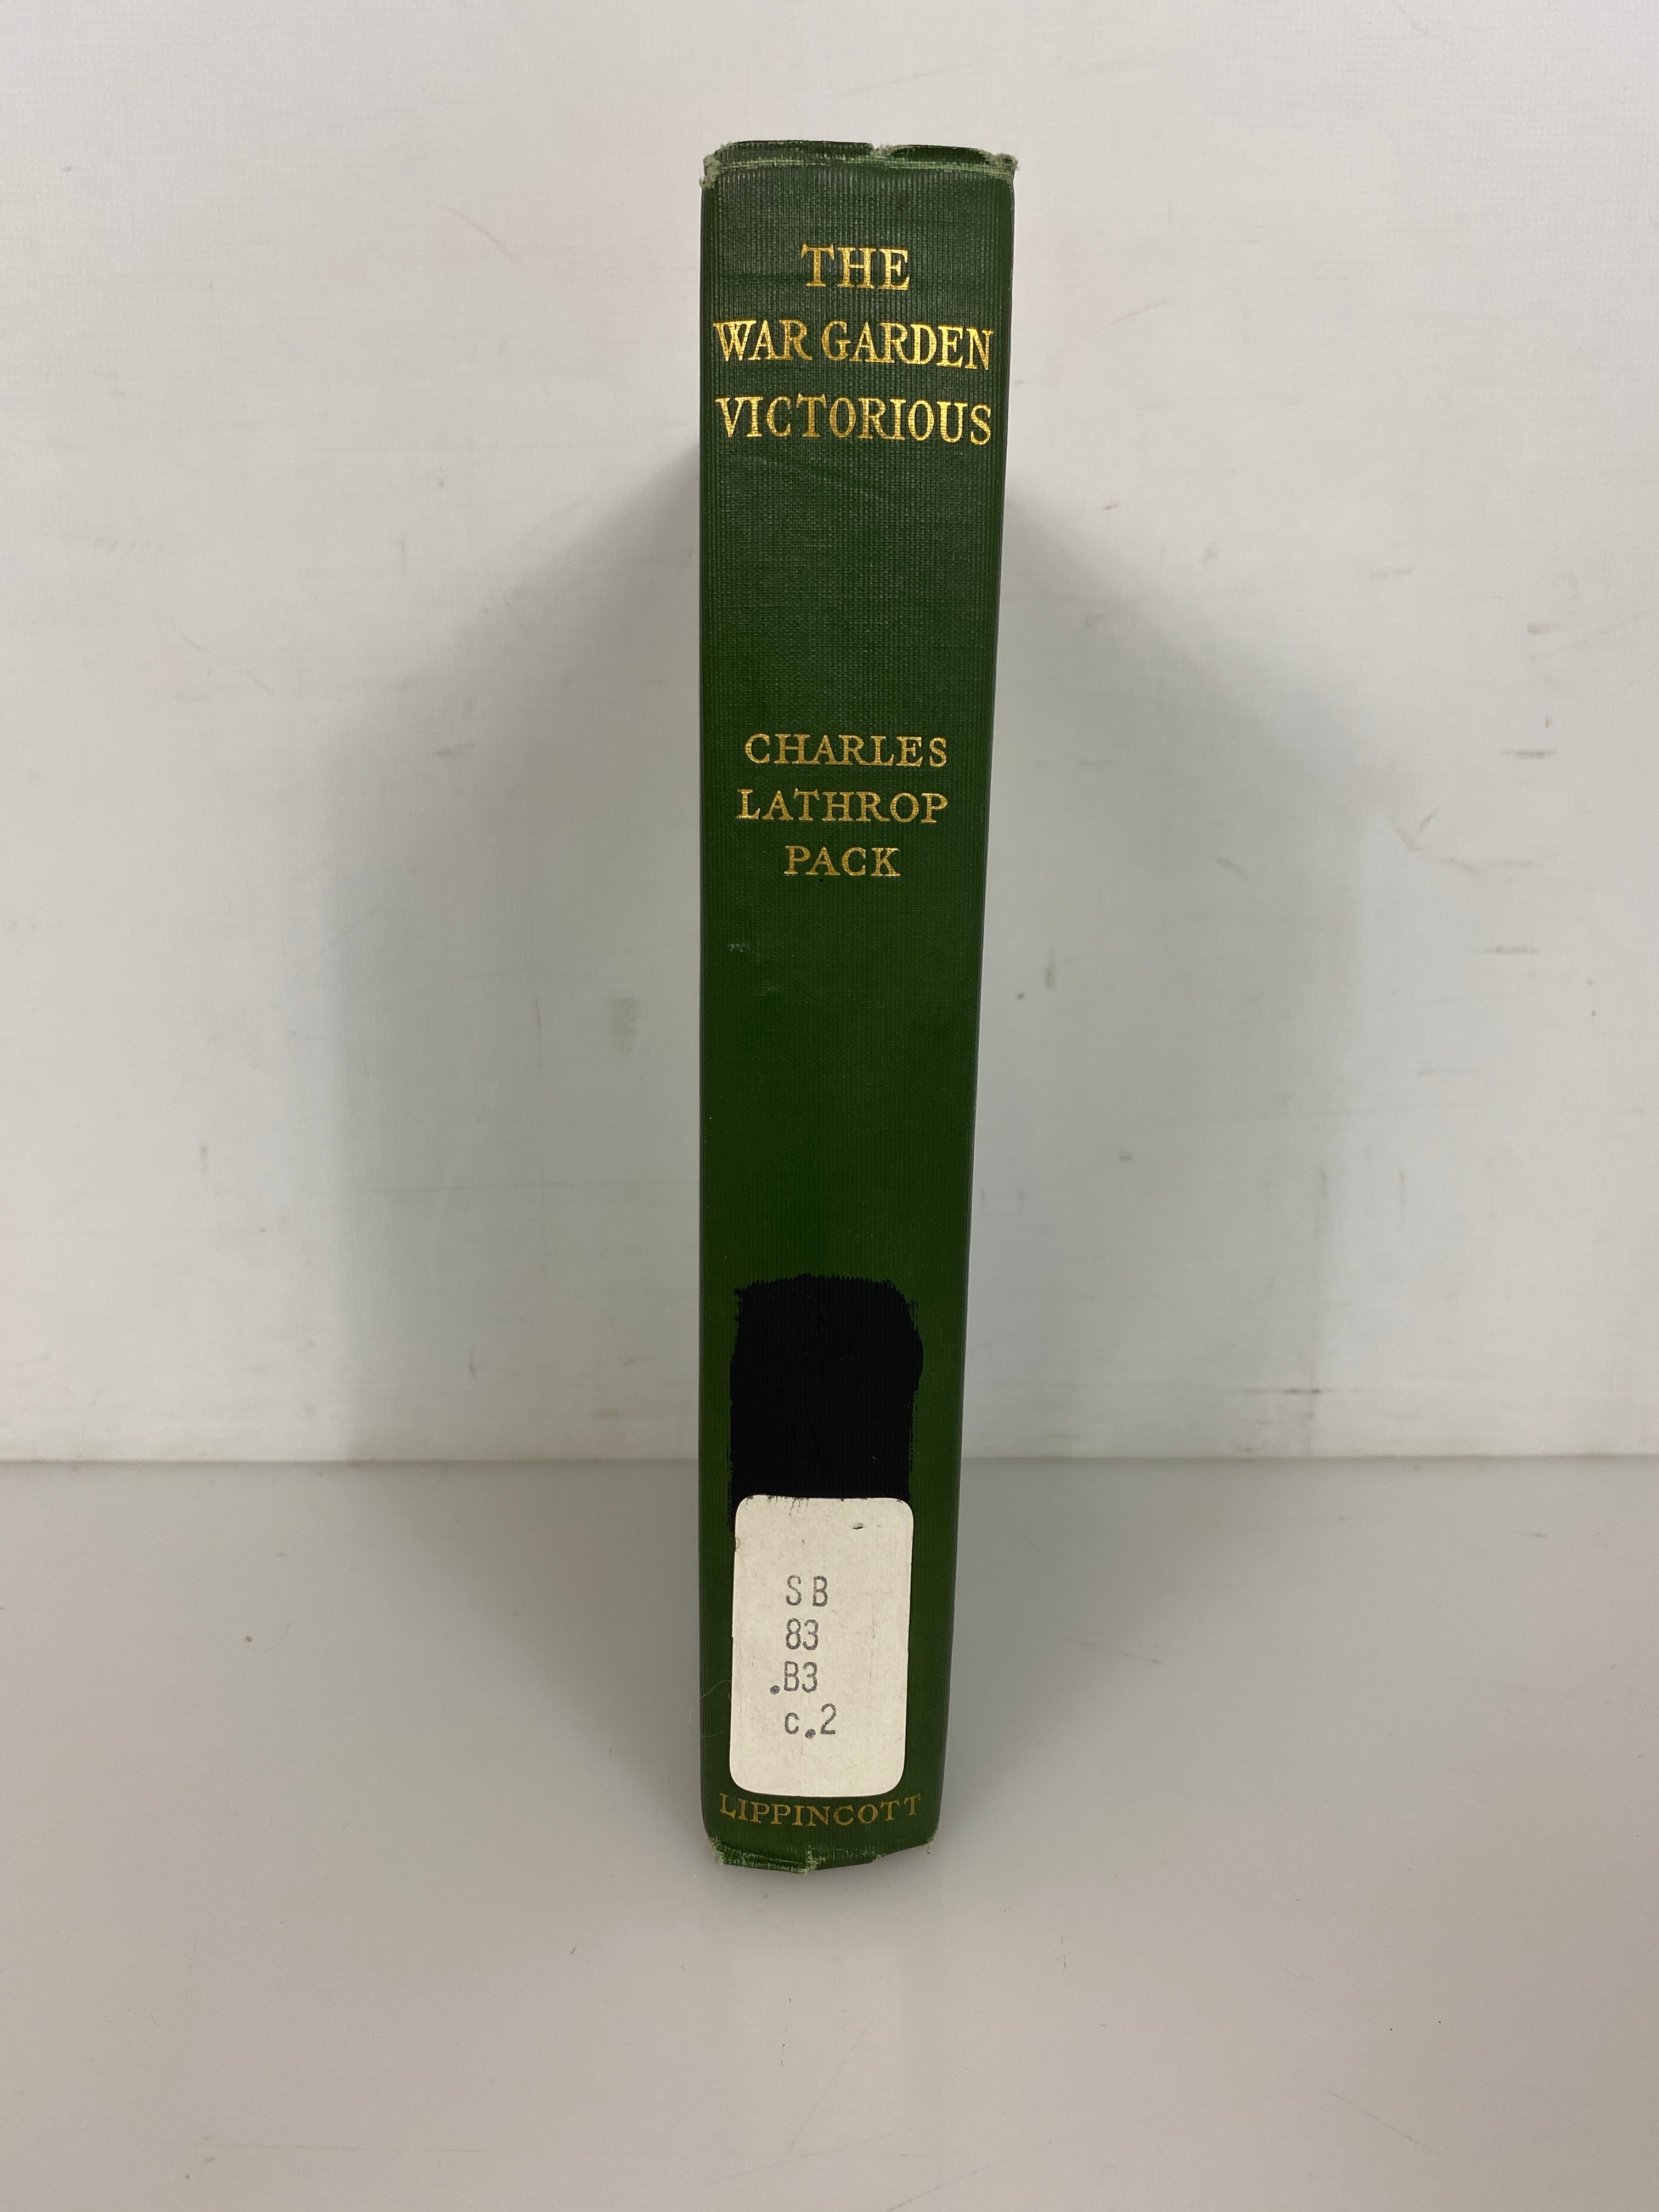 THE
WAR GARDEN
VICTORIOUS
CHARLES
LATHROP
PACK
SB
83
.B3
c.2
LIPPINCOTT